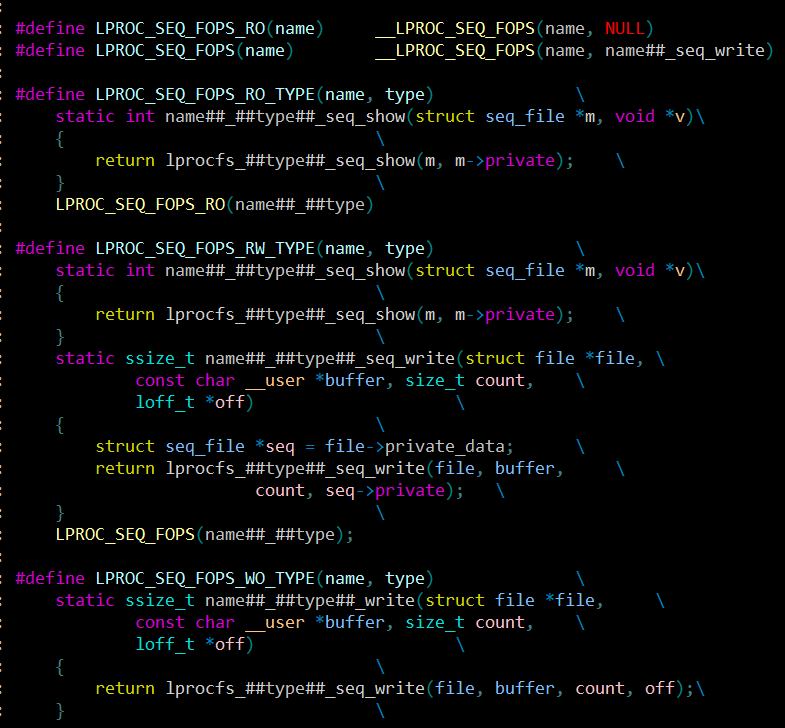 :
: #define LPROC_SEQ_FOPS_RO(name)     __LPROC_SEQ_FOPS(name, NULL)
: #define LPROC_SEQ_FOPS(name)        __LPROC_SEQ_FOPS(name, name##_seq_write)
:
: #define LPROC_SEQ_FOPS_RO_TYPE(name, type)              \
:     static int name##_##type##_seq_show(struct seq_file *m, void *v)\
:     {                               \
:         return lprocfs_##type##_seq_show(m, m->private);    \
:     }                               \
:     LPROC_SEQ_FOPS_RO(name##_##type)
:
: #define LPROC_SEQ_FOPS_RW_TYPE(name, type)              \
:     static int name##_##type##_seq_show(struct seq_file *m, void *v)\
:     {                               \
:         return lprocfs_##type##_seq_show(m, m->private);    \
:     }                               \
:     static ssize_t name##_##type##_seq_write(struct file *file, \
:             const char __user *buffer, size_t count,    \
:             loff_t *off)                    \
:     {                               \
:         struct seq_file *seq = file->private_data;      \
:         return lprocfs_##type##_seq_write(file, buffer,     \
:                         count, seq->private);   \
:     }                               \
:     LPROC_SEQ_FOPS(name##_##type);
:
: #define LPROC_SEQ_FOPS_WO_TYPE(name, type)              \
:     static ssize_t name##_##type##_write(struct file *file,     \
:             const char __user *buffer, size_t count,    \
:             loff_t *off)                    \
:     {                               \
:         return lprocfs_##type##_seq_write(file, buffer, count, off);\
:     }                               \